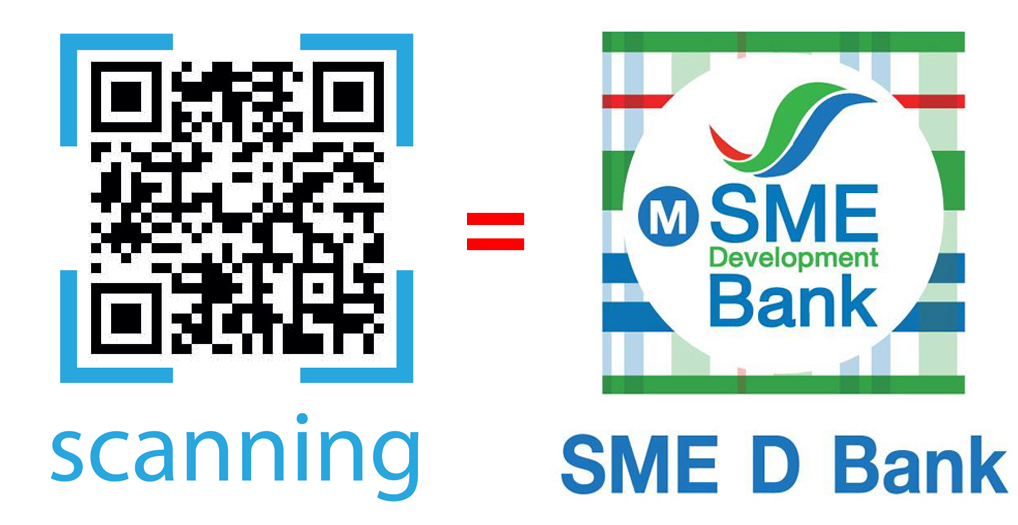 scanning
=
M SME
Development
Bank
SME D Bank